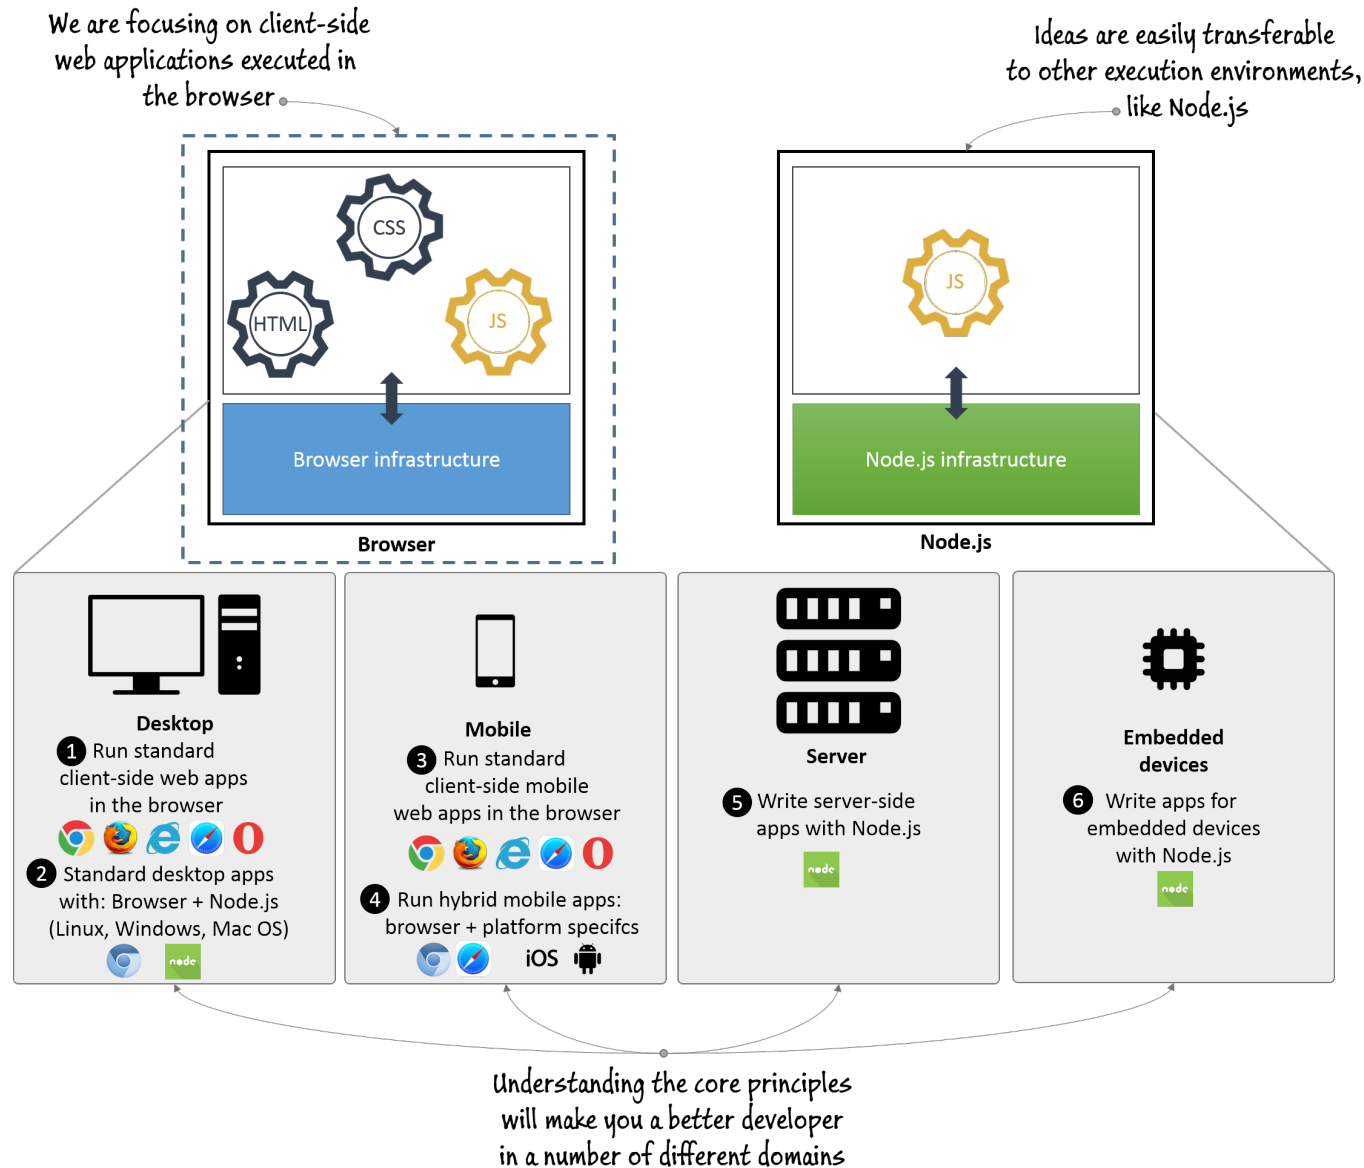 We are focusing on client-side
web applications executed in
the browser
Ideas are easily transferable
to other execution environments,
like Node.js
CSS
HTML
JS
Browser infrastructure
Browser
JS
Node.js infrastructure
Node.js
Desktop
1 Run standard
client-side web apps
in the browser
2 Standard desktop apps
with: Browser + Node.js
(Linux, Windows, Mac OS)
node
Mobile
3 Run standard
client-side mobile
web apps in the browser
4 Run hybrid mobile apps:
browser + platform specifcs
iOS
Server
5 Write server-side
apps with Node.js
node
Embedded
devices
6 Write apps for
embedded devices
with Node.js
node
Understanding the core principles
will make you a better developer
in a number of different domains